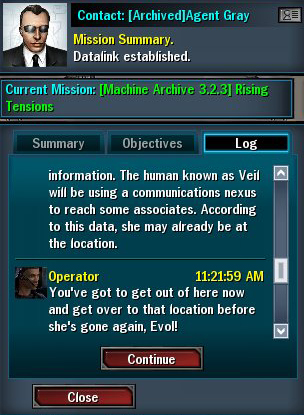 Contact: [Archived]Agent Gray
Mission Summary.
Datalink established.
Current Mission: [Machine Archive 3.2.3] Rising
Tensions
Summary
Objectives
Log
information. The human known as Veil
will be using a communications nexus
to reach some associates. According
to this data, she may already be at
the location.
Operator 11:21:59 AM
You've got to get out of here now
and get over to that location before
she's gone again, Evol!
Continue
Close